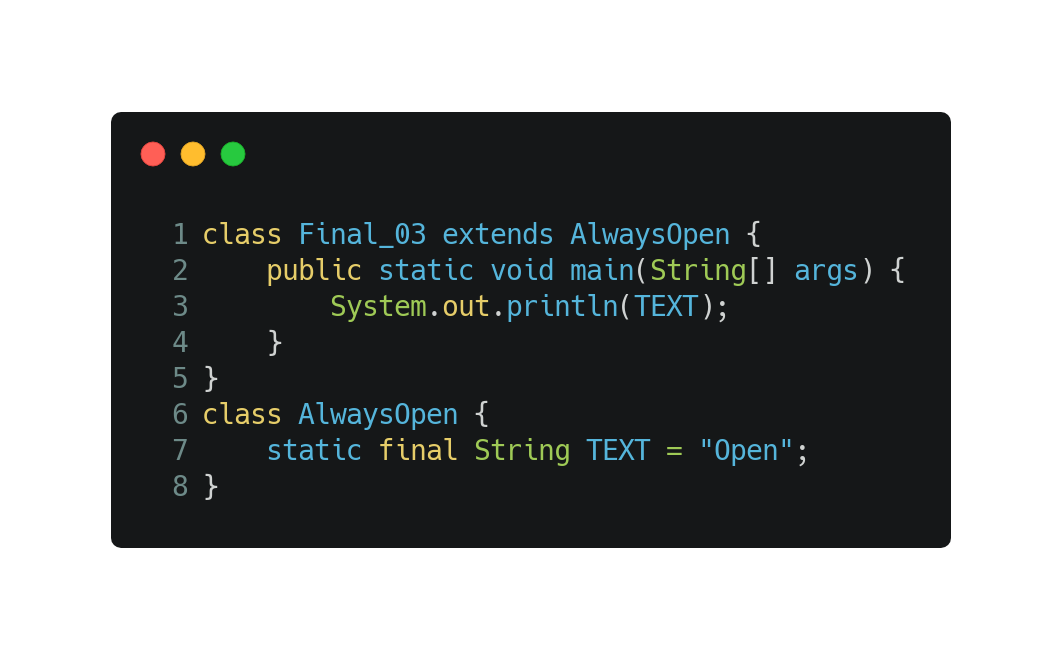 1 class Final_03 extends AlwaysOpen {
2     public static void main(String[] args) {
3         System.out.println(TEXT);
4     }
5 }
6 class AlwaysOpen {
7     static final String TEXT = "Open";
8 }